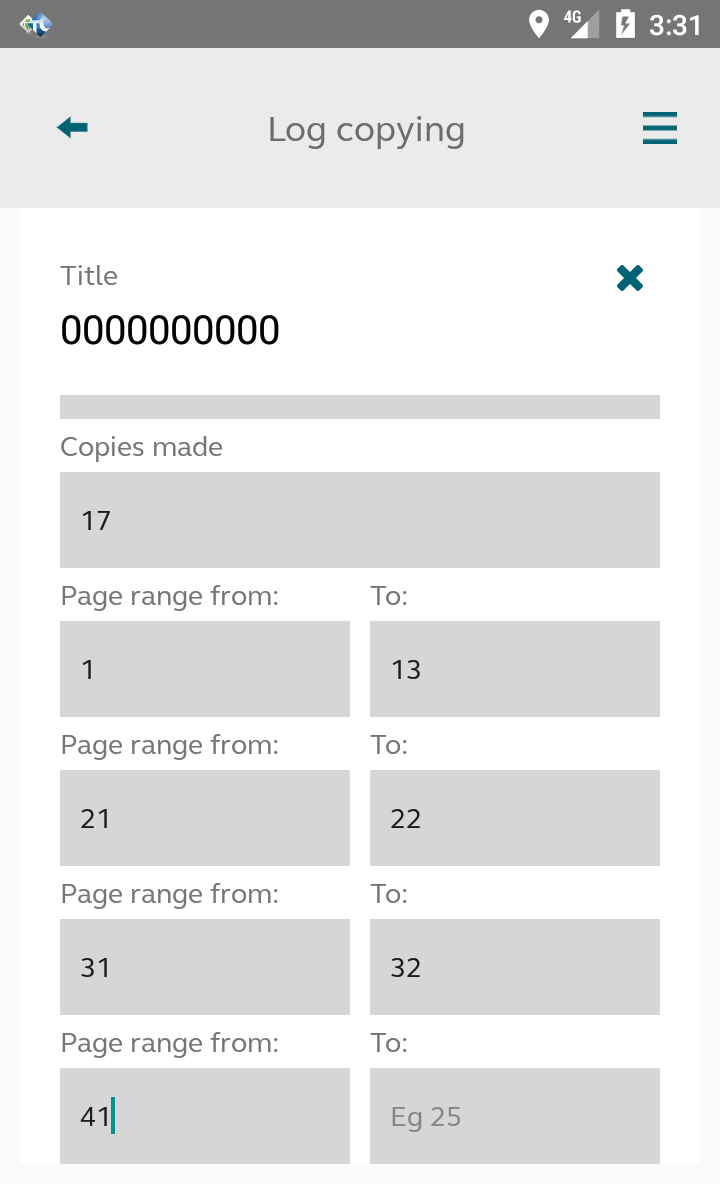 4G 3:31
Log copying
Title
0000000000
Copies made
17
Page range from: To:
1 13
Page range from: To:
21 22
Page range from: To:
31 32
Page range from: To:
41 Eg 25